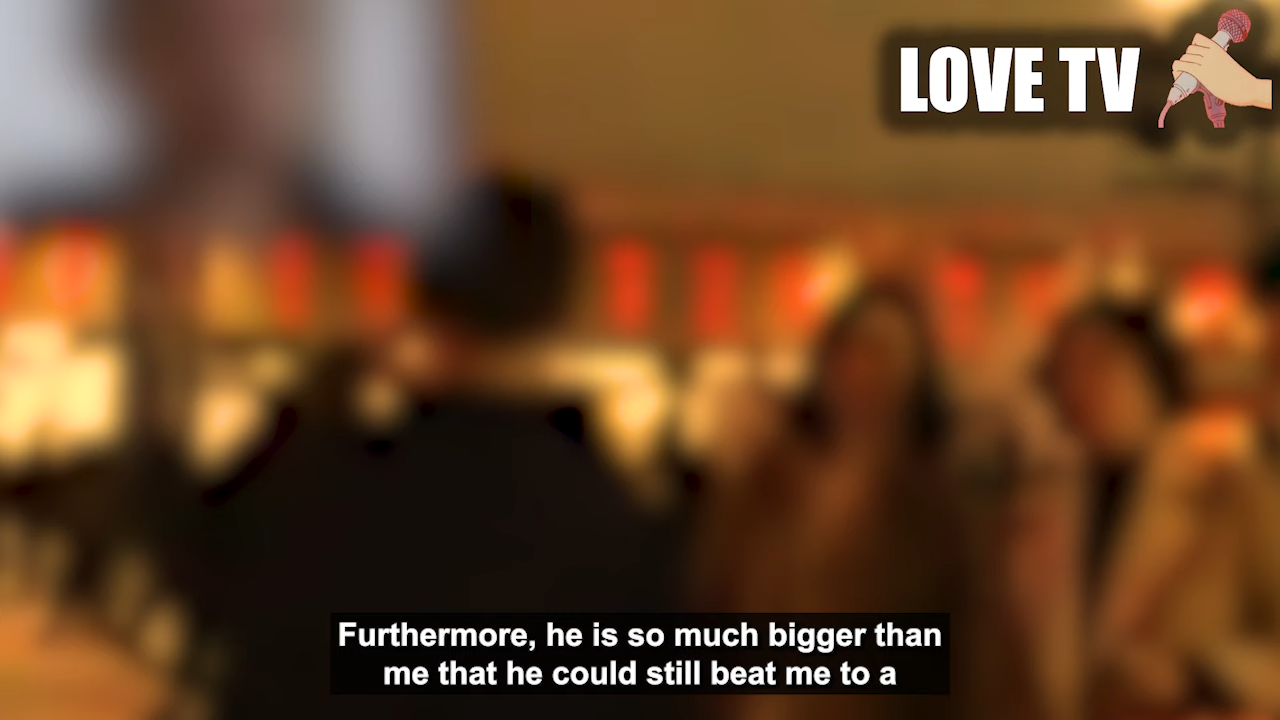 LOVE TV
Furthermore, he is so much bigger than
me that he could still beat me to a